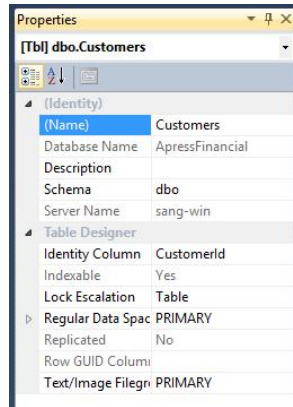 Properties
[Tbl] dbo.Customers
(Identity)
(Name) Customers
Database Name ApressFinancial
Description
Schema dbo
Server Name sang-win
Table Designer
Identity Column CustomerId
Indexable Yes
Lock Escalation Table
Regular Data Spac PRIMARY
Replicated No
Row GUID Colum
Text/Image Filegr PRIMARY